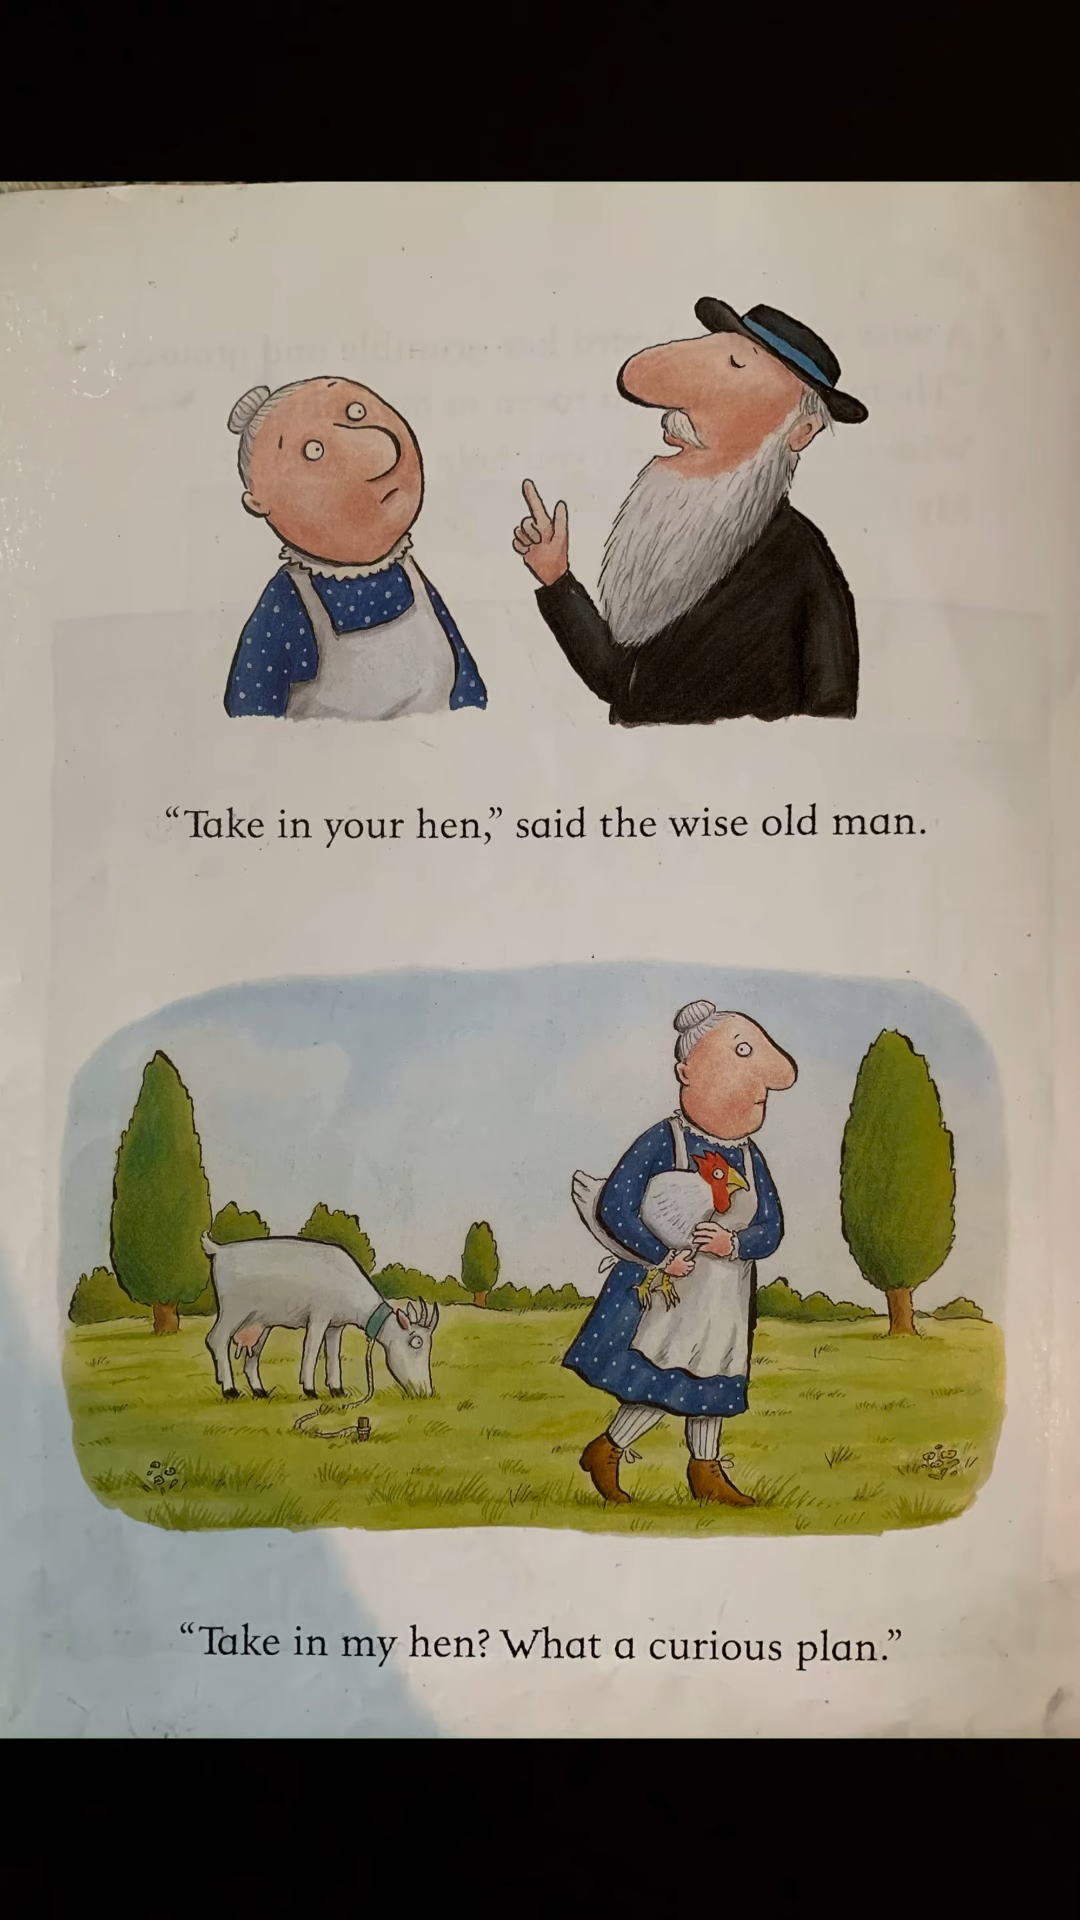 “Take in your hen,” said the wise old man.
“Take in my hen? What a curious plan.”